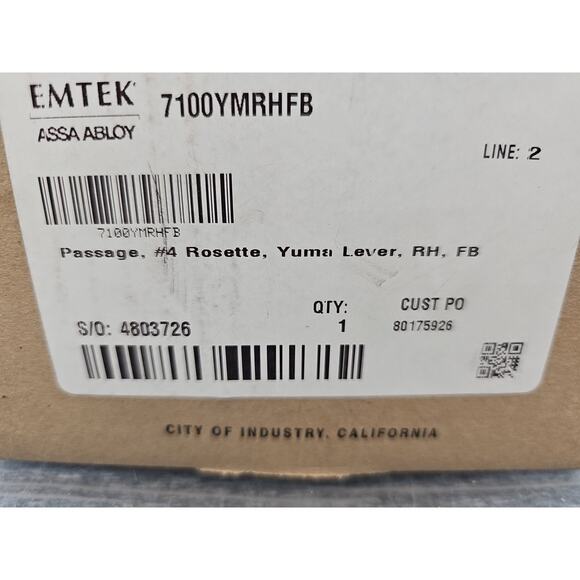 EMTEK
ASSA ABLOY
7100YMRHFB
LINE: 2
7100YMRHFB
Passage, #4 Rosette, Yuma Lever, RH, FB
S/O: 4803726
QTY:
1
CUST PO
80175926
CITY OF INDUSTRY, CALIFORNIA